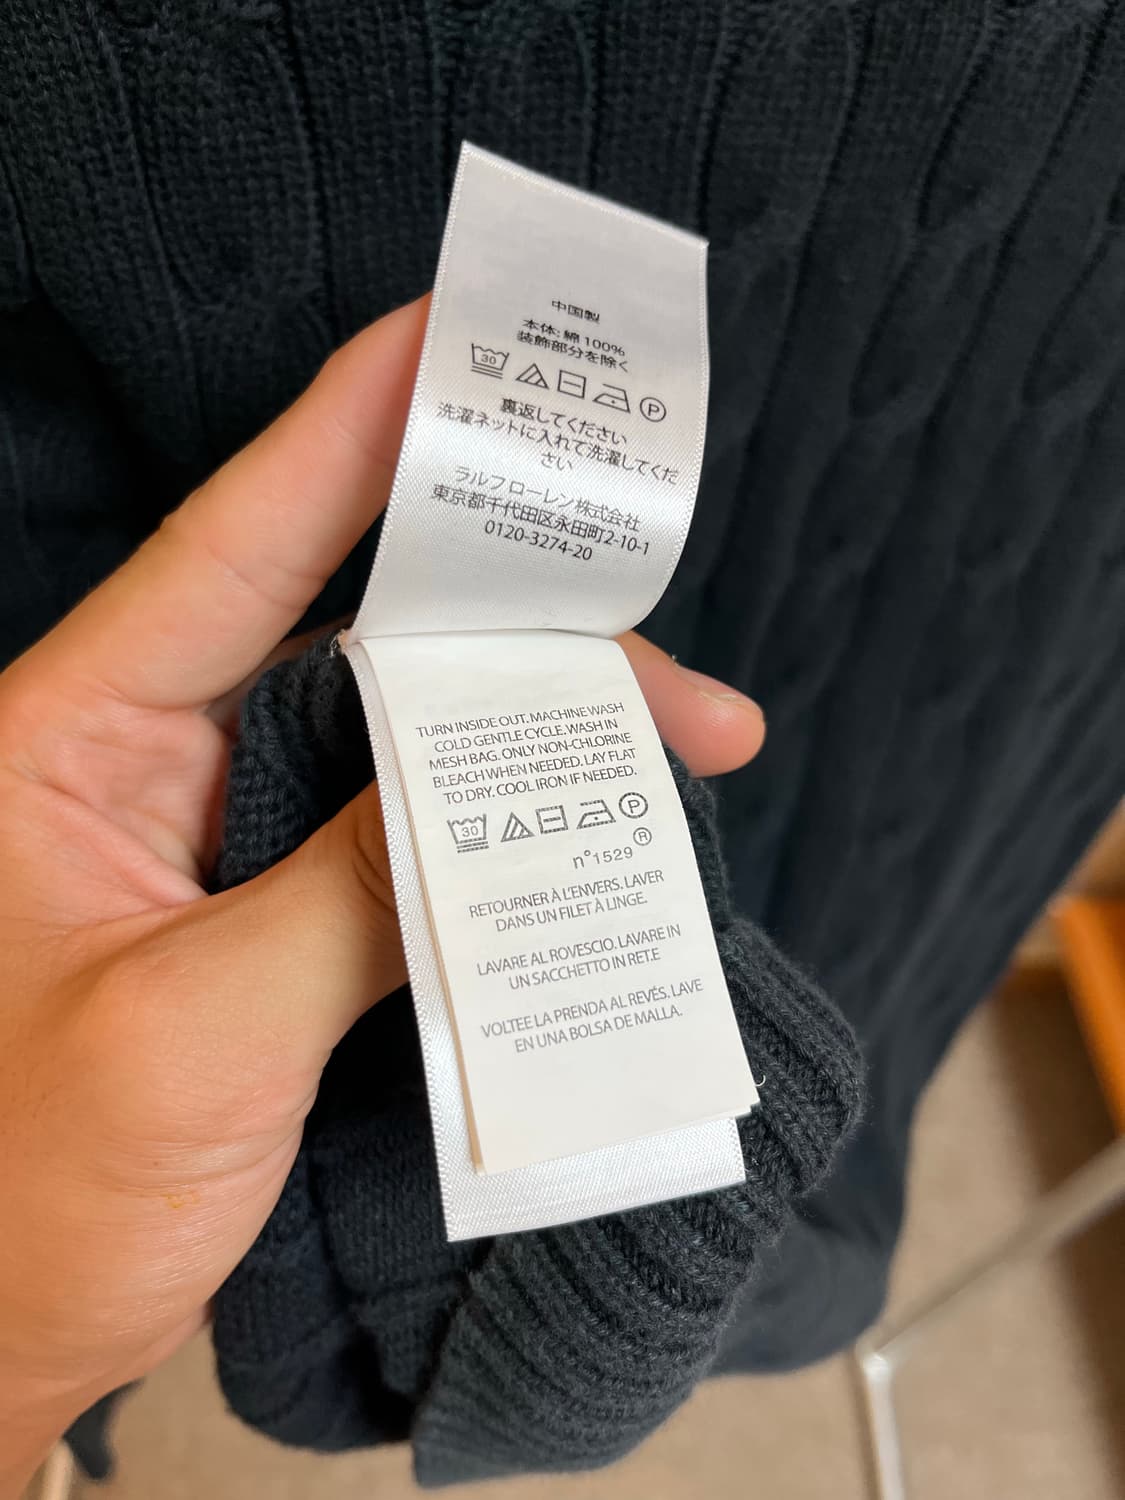 中国製
本体: 綿 100%
装飾部分を除く
30
P
裏返してください
洗濯ネットに入れて洗濯してくだ
さい
ラルフ ローレン株式会社
東京都千代田区永田町2-10-1
0120-3274-20
TURN INSIDE OUT. MACHINE WASH
COLD GENTLE CYCLE. WASH IN
MESH BAG. ONLY NON-CHLORINE
BLEACH WHEN NEEDED. LAY FLAT
TO DRY. COOL IRON IF NEEDED.
30
P
n°1529
®
RETOURNER À L'ENVERS. LAVER
DANS UN FILET À LINGE.
LAVARE AL ROVESCIO. LAVARE IN
UN SACCHETTO IN RET.E
VOLTEE LA PRENDA AL REVÉS. LAVE
EN UNA BOLSA DE MALLA.